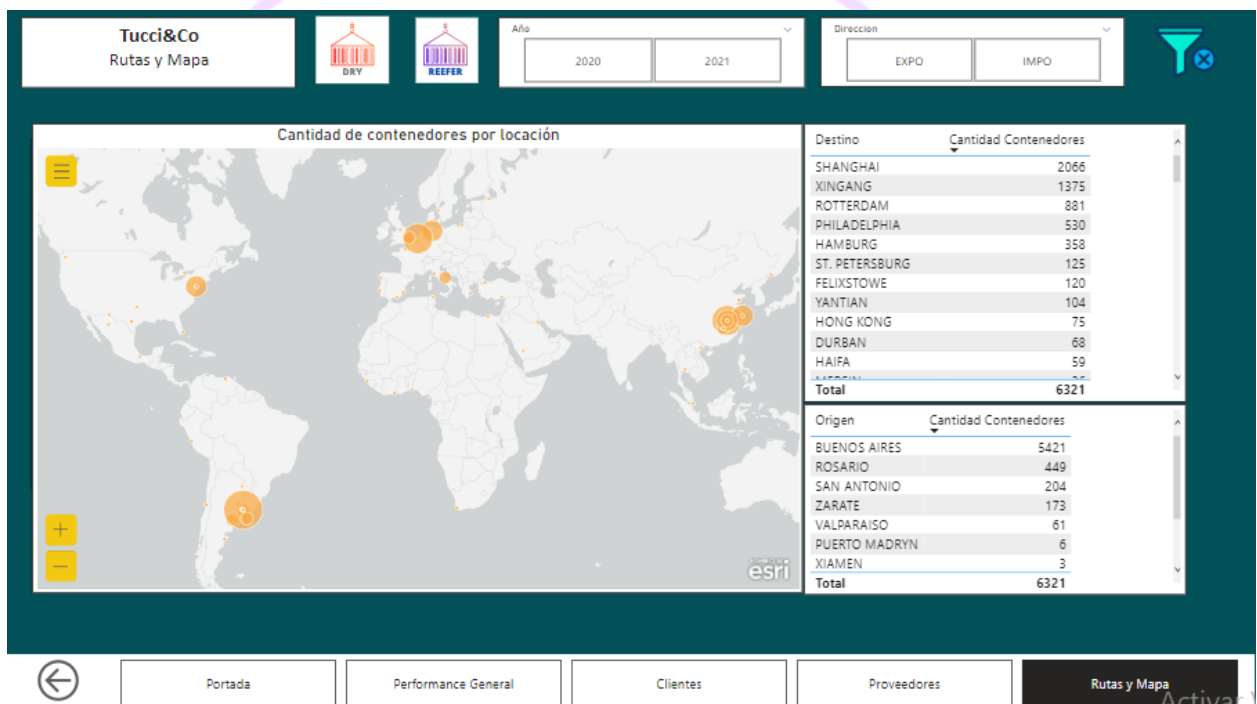 Tucci&Co
Rutas y Mapa
DRY
REEFER
Año
2020
2021
Direccion
EXPO
IMPO
Cantidad de contenedores por locación
esri
Destino Cantidad Contenedores
SHANGHAI 2066
XINGANG 1375
ROTTERDAM 881
PHILADELPHIA 530
HAMBURG 358
ST. PETERSBURG 125
FELIXSTOWE 120
YANTIAN 104
HONG KONG 75
DURBAN 68
HAIFA 59
Total 6321
Origen Cantidad Contenedores
BUENOS AIRES 5421
ROSARIO 449
SAN ANTONIO 204
ZARATE 173
VALPARAISO 61
PUERTO MADRYN 6
XIAMEN 3
Total 6321
Portada
Performance General
Clientes
Proveedores
Rutas y Mapa
Activar